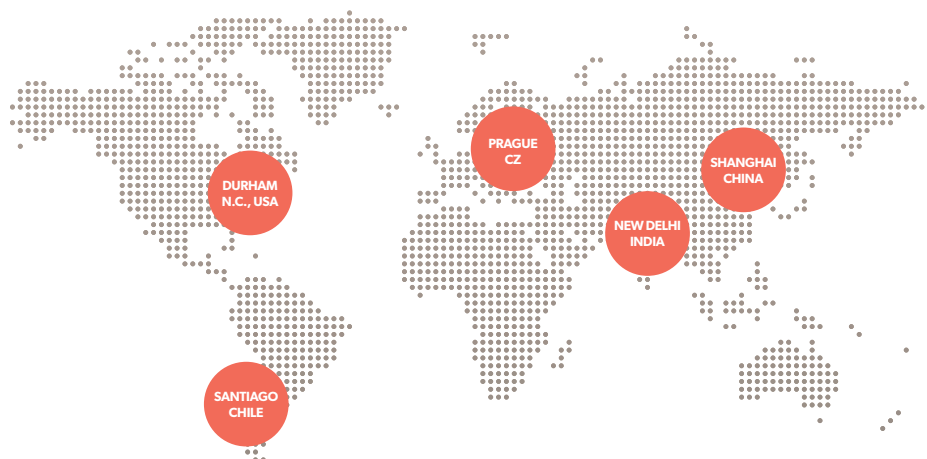 PRAGUE
CZ
SHANGHAI
CHINA
DURHAM
N.C., USA
NEW DELHI
INDIA
SANTIAGO
CHILE